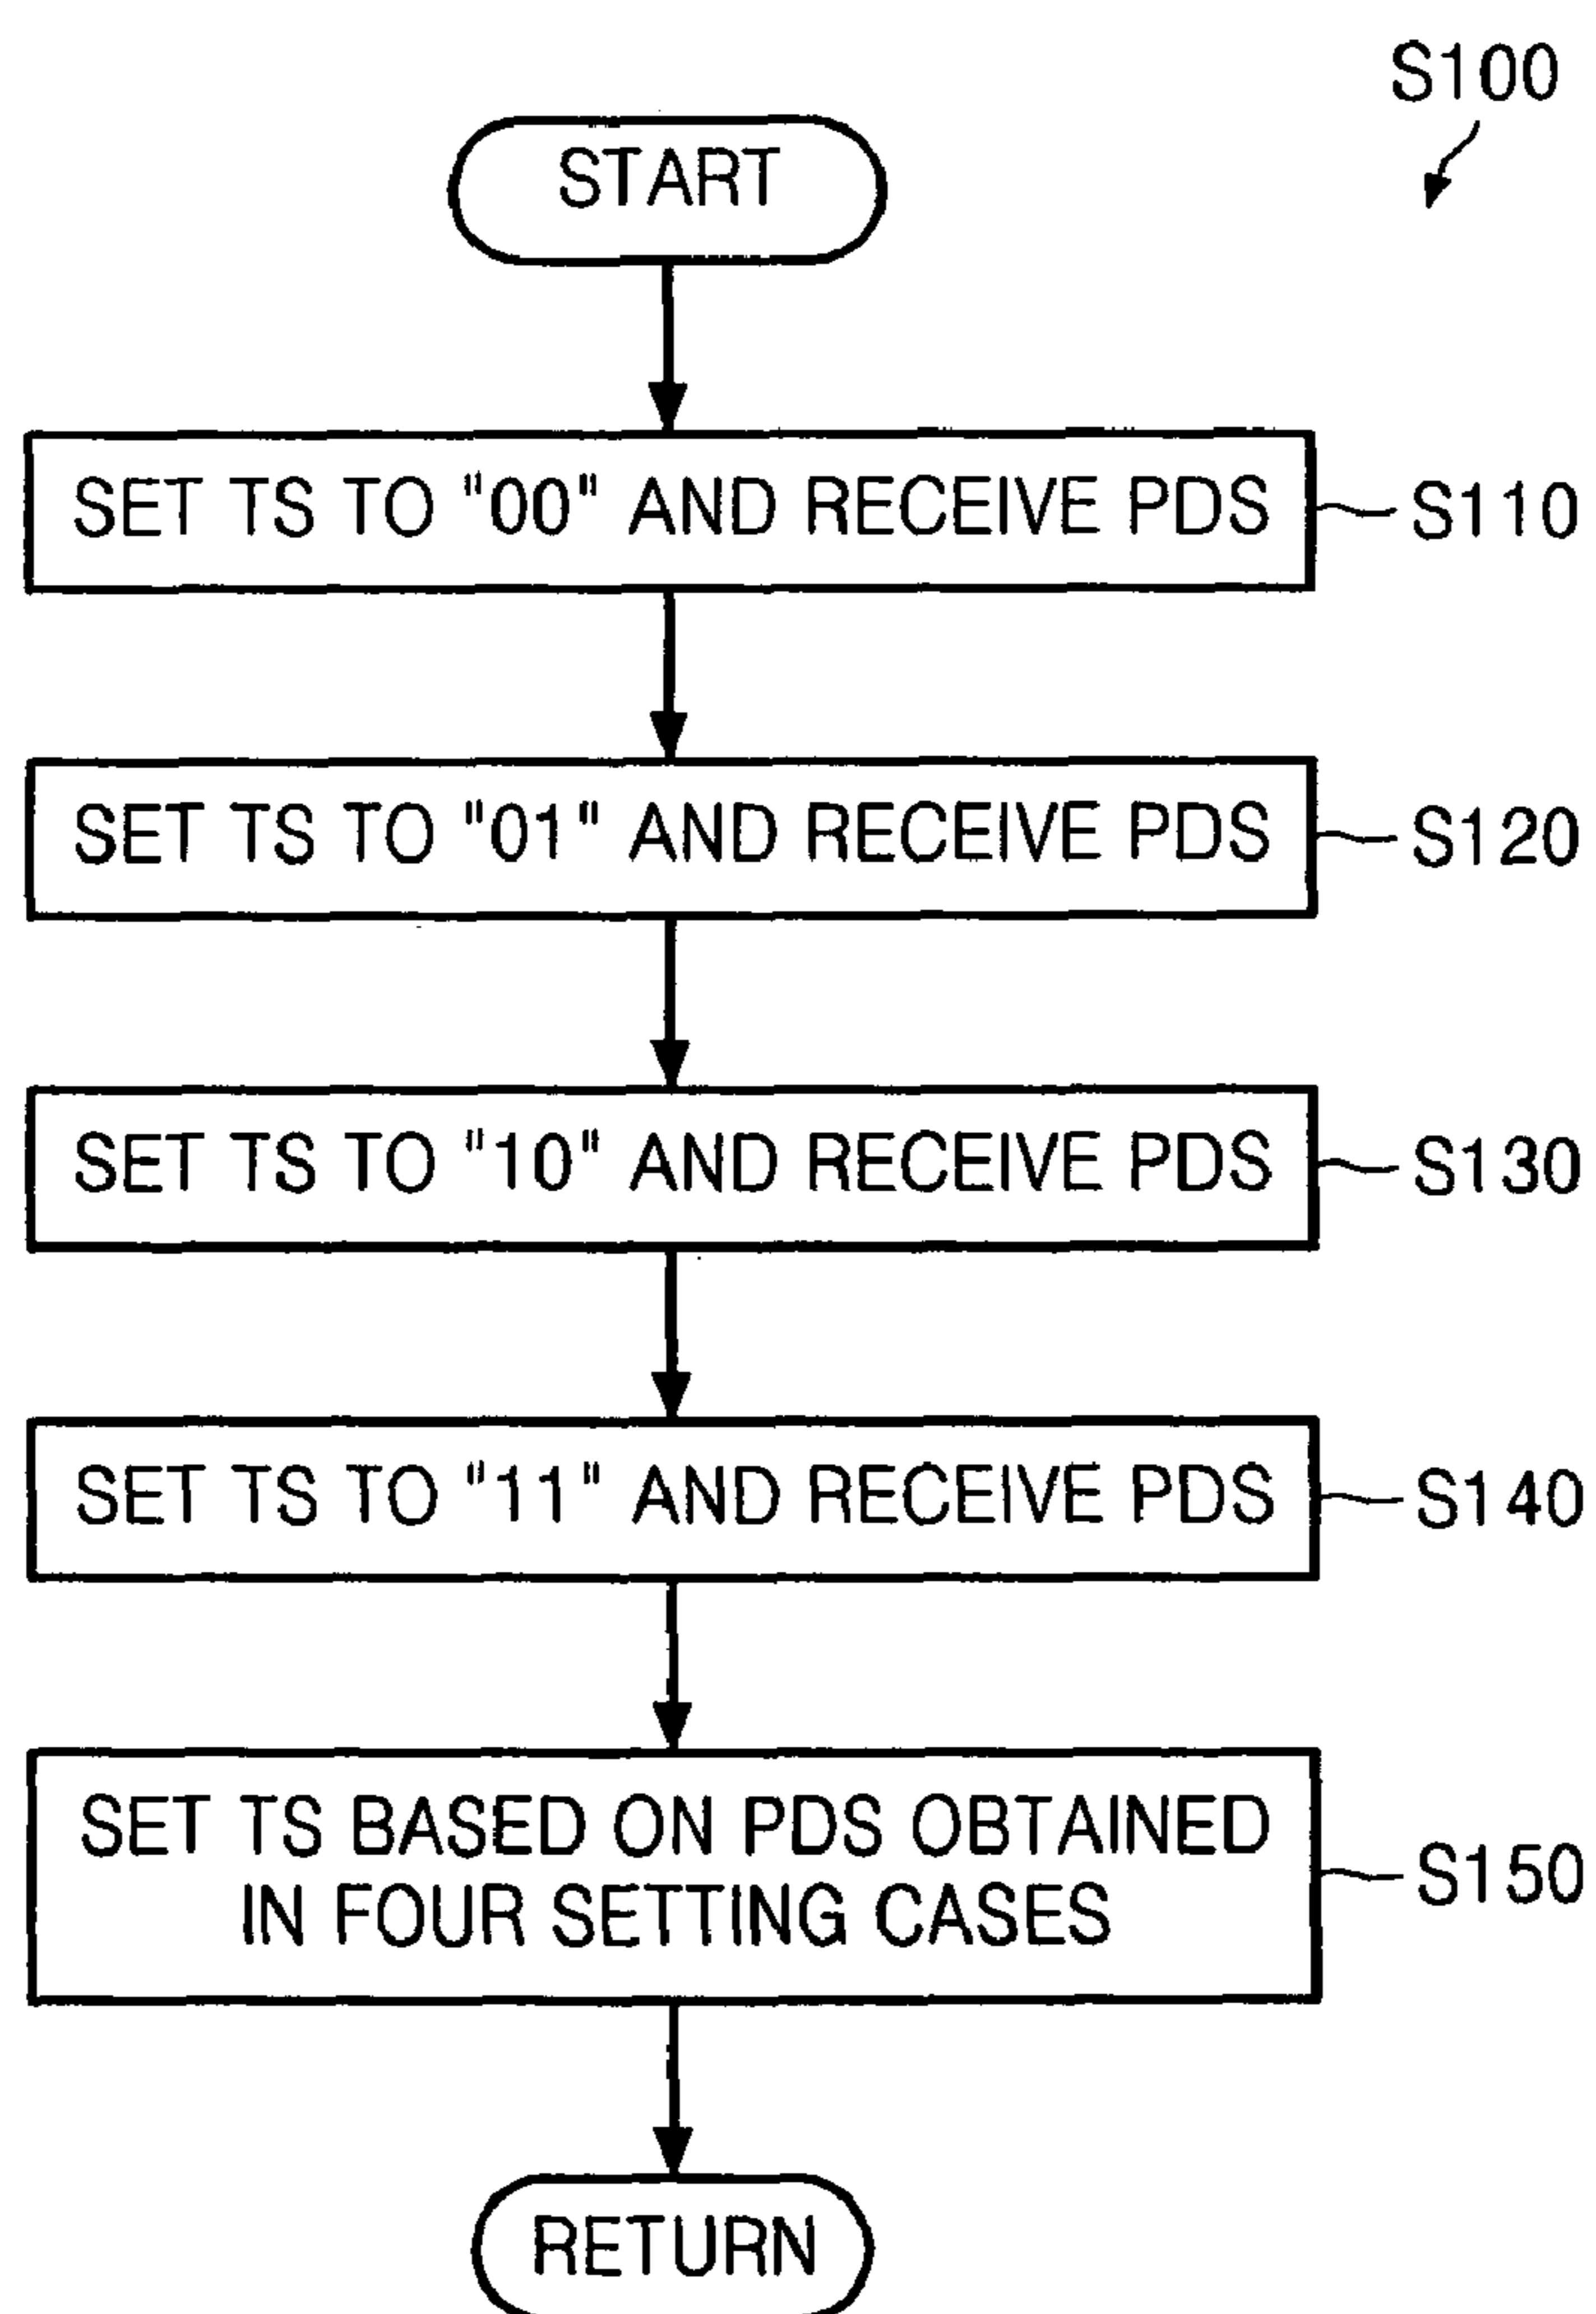 S100
START
SET TS TO "00" AND RECEIVE PDS
S110
SET TS TO "01" AND RECEIVE PDS
S120
SET TS TO "10" AND RECEIVE PDS
S130
SET TS TO "11" AND RECEIVE PDS
S140
SET TS BASED ON PDS OBTAINED
IN FOUR SETTING CASES
S150
RETURN